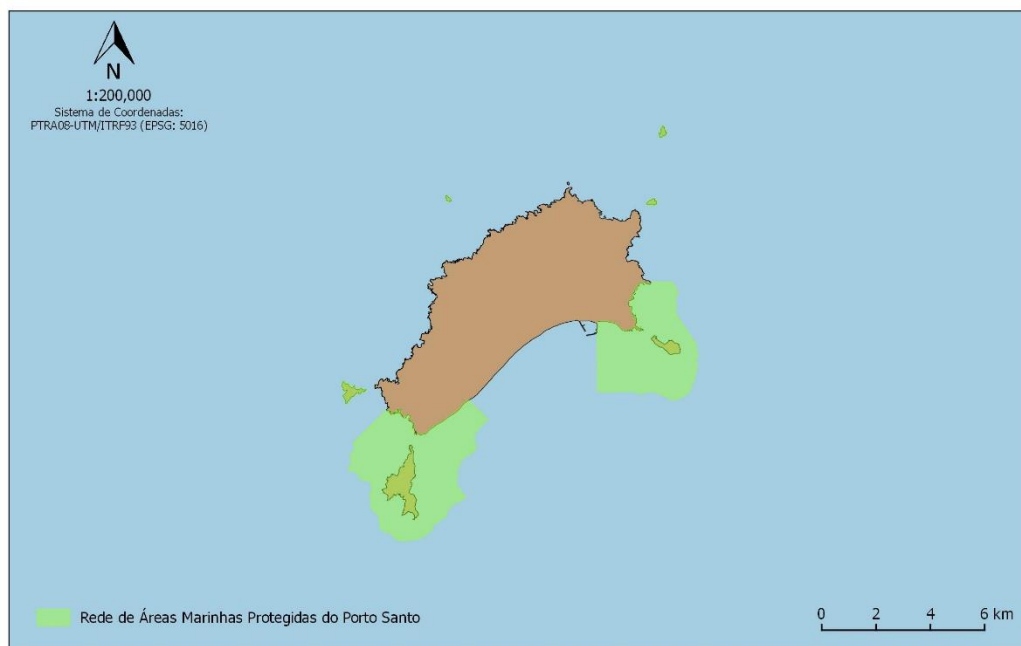 N
1:200,000
Sistema de Coordenadas:
PTRA08-UTM/ITRF93 (EPSG: 5016)
Rede de Áreas Marinhas Protegidas do Porto Santo
0 2 4 6 km